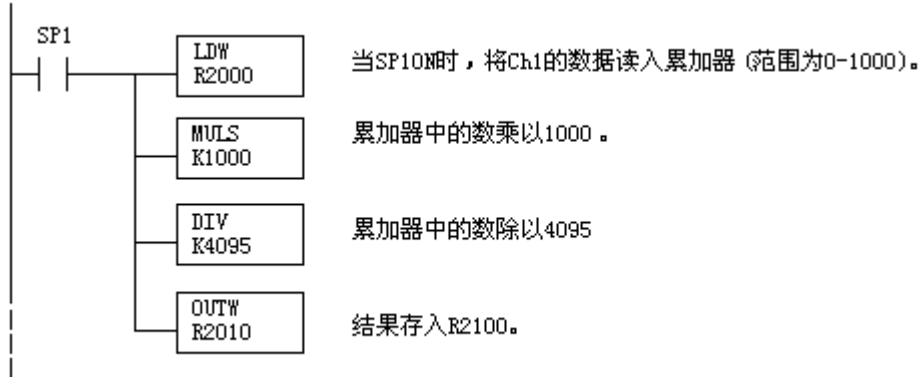 SP1
LDW
R2000
当SP1ON时，将Ch1的数据读入累加器（范围为0-1000）。
MULS
K1000
累加器中的数乘以1000。
DIV
K4095
累加器中的数除以4095
OUTW
R2010
结果存入R2100。